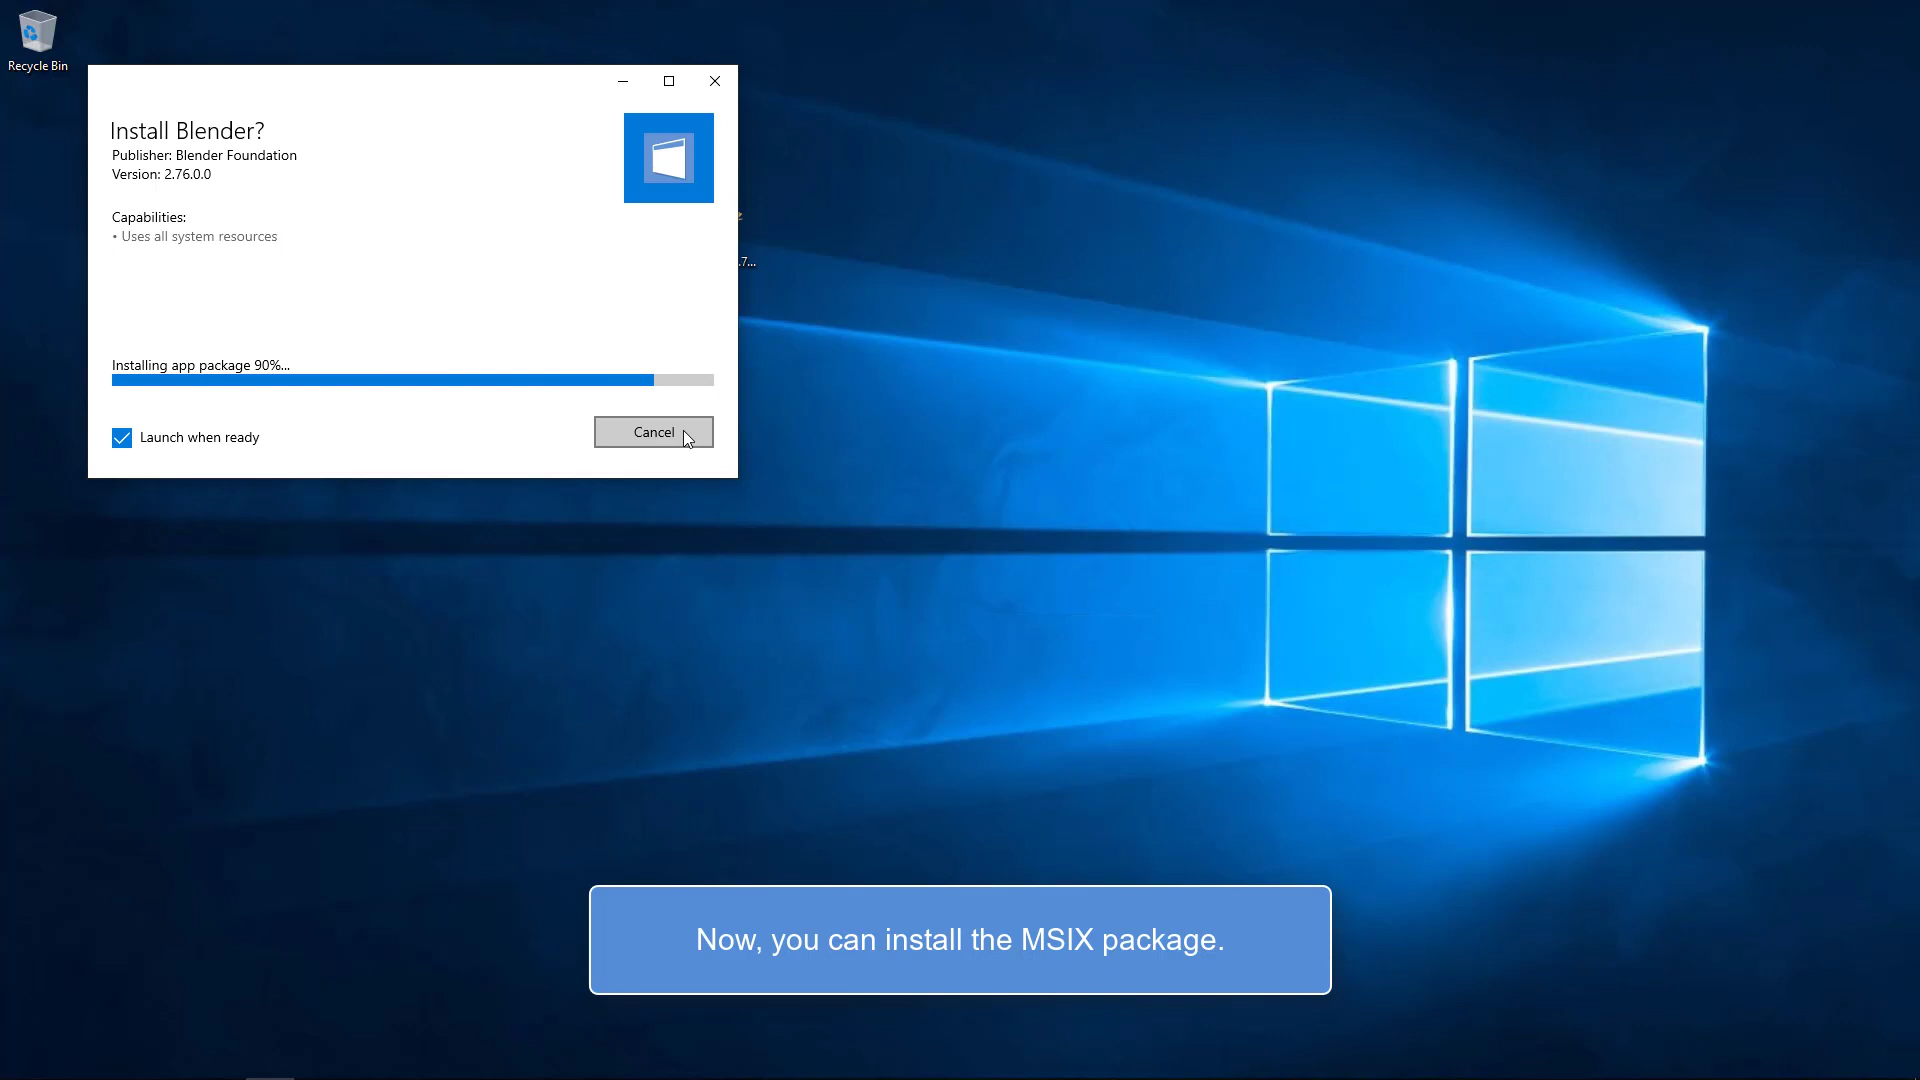 Recycle Bin
Install Blender?
Publisher: Blender Foundation
Version: 2.76.0.0
Capabilities:
• Uses all system resources
.7...
Installing app package 90%...
Launch when ready
Cancel
Now, you can install the MSIX package.